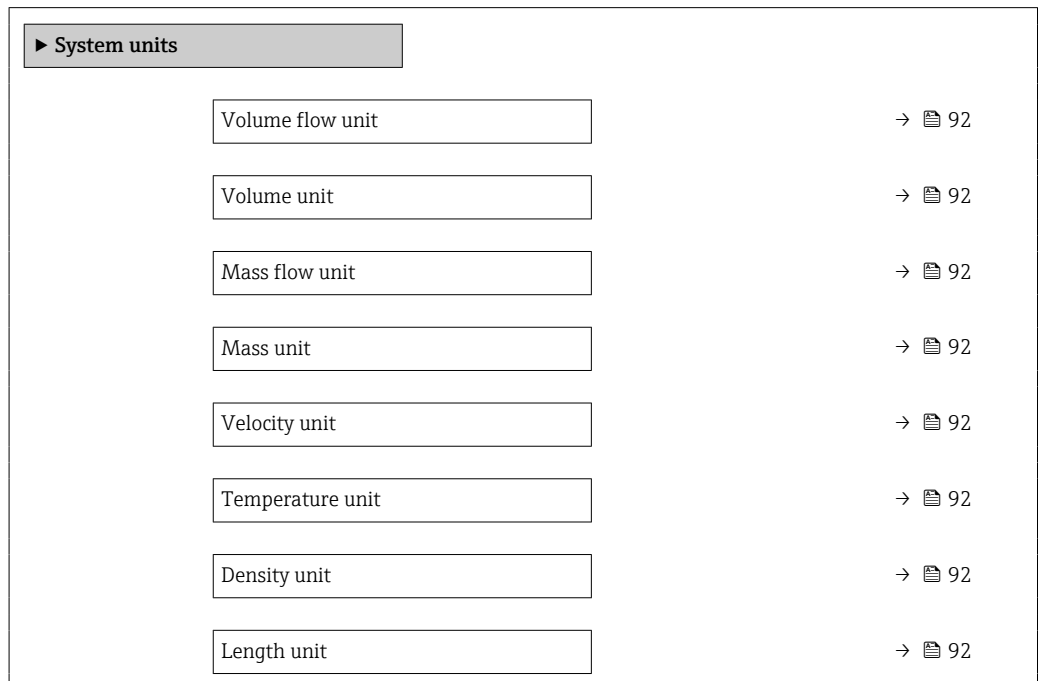 ▶ System units
Volume flow unit → 92
Volume unit → 92
Mass flow unit → 92
Mass unit → 92
Velocity unit → 92
Temperature unit → 92
Density unit → 92
Length unit → 92